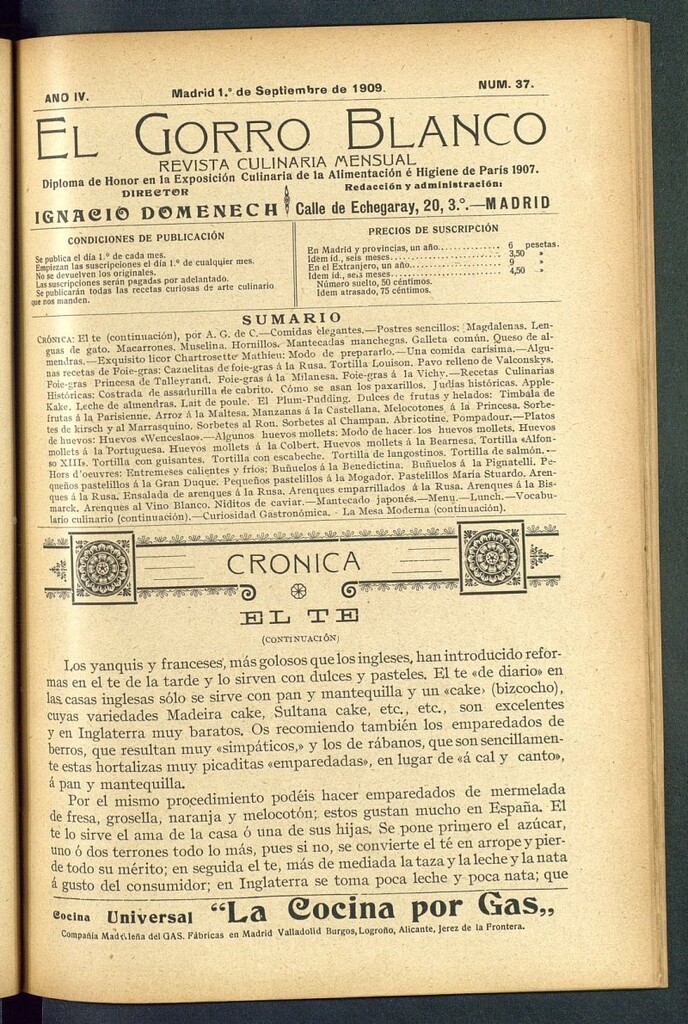 AÑO IV.
Madrid 1.º de Septiembre de 1909.
NUM. 37.
EL GORRO BLANCO
REVISTA CULINARIA MENSUAL
Diploma de Honor en la Exposición Culinaria de la Alimentación é Higiene de París 1907.
DIRECTOR
IGNACIO DOMENECH
Redacción y administración:
Calle de Echegaray, 20, 3.º.—MADRID
CONDICIONES DE PUBLICACIÓN
Se publica el día 1.º de cada mes.
Empiezan las suscripciones el día 1.º de cualquier mes.
No se devuelven los originales.
Las suscripciones serán pagadas por adelantado.
Se publicarán todas las recetas curiosas de arte culinario
que nos manden.
PRECIOS DE SUSCRIPCIÓN
En Madrid y provincias, un año............. 6 pesetas.
Idem id., seis meses............. 3,50 »
En el Extranjero, un año............. 9 »
Idem id., seis meses............. 4,50 »
Número suelto, 50 céntimos.
Idem atrasado, 75 céntimos.
SUMARIO
CRÓNICA: El te (continuación), por A. G. de C.—Comidas elegantes.—Postres sencillos: Magdalenas. Len-
guas de gato. Macarrones. Muselina. Hornillos. Mantecadas manchegas. Galleta común. Queso de al-
mendras.—Exquisito licor Chartrosette Mathieu: Modo de prepararlo.—Una comida carísima.—Algu-
nas recetas de Foie-gras: Cazuelitas de foie-gras á la Rusa. Tortilla Louison. Pavo relleno de Valconskys.
Foie-gras Princesa de Talleyrand. Foie-gras á la Milanesa. Foie-gras á la Vichy.—Recetas Culinarias
Históricas: Costrada de assadurilla de cabrito. Cómo se asan los paxarillos. Judías históricas. Apple-
Kake. Leche de almendras. Lait de poule. El Plum-Pudding. Dulces de frutas y helados: Timbala de
frutas á la Parisienne. Arroz á la Maltesa. Manzanas á la Castellana. Melocotones á la Princesa. Sorbe-
tes de kirsch y al Marrasquino. Sorbetes al Ron. Sorbetes al Champan. Abricotine. Pompadour.—Platos
de huevos: Huevos «Wenceslao».—Algunos huevos mollets: Modo de hacer los huevos mollets. Huevos
mollets á la Portuguesa. Huevos mollets á la Colbert. Huevos mollets á la Bearnesa. Tortilla «Alfon-
so XIII». Tortilla con guisantes. Tortilla con escabeche. Tortilla de langostinos. Tortilla de salmón.—
Hors d'oeuvres: Entremeses calientes y fríos: Buñuelos á la Benedictina. Buñuelos á la Pignatelli. Pe-
queños pastelillos á la Gran Duque. Pequeños pastelillos á la Mogador. Pastelillos María Stuardo. Aren-
ques á la Rusa. Ensalada de arenques á la Rusa. Arenques emparrillados á la Rusa. Arenques á la Bis-
marck. Arenques al Vino Blanco. Niditos de caviar.—Mantecado japonés.—Menu.—Lunch.—Vocabu-
lario culinario (continuación).—Curiosidad Gastronómica. - La Mesa Moderna (continuación).
CRONICA
EL TE
(CONTINUACIÓN)
Los yanquis y franceses, más golosos que los ingleses, han introducido refor-
mas en el te de la tarde y lo sirven con dulces y pasteles. El te «de diario» en
las casas inglesas sólo se sirve con pan y mantequilla y un «cake» (bizcocho),
cuyas variedades Madeira cake, Sultana cake, etc., etc., son excelentes
y en Inglaterra muy baratos. Os recomiendo también los emparedados de
berros, que resultan muy «simpáticos,» y los de rábanos, que son sencillamen-
te estas hortalizas muy picaditas «emparedadas», en lugar de «á cal y canto»,
á pan y mantequilla.
Por el mismo procedimiento podéis hacer emparedados de mermelada
de fresa, grosella, naranja y melocotón; estos gustan mucho en España. El
te lo sirve el ama de la casa ó una de sus hijas. Se pone primero el azúcar,
uno ó dos terrones todo lo más, pues si no, se convierte el té en arrope y pier-
de todo su mérito; en seguida el te, más de mediada la taza y la leche y la nata
á gusto del consumidor; en Inglaterra se toma poca leche y poca nata; que
Cocina Universal “La Cocina por Gas„
Compañía Madrileña del GAS. Fábricas en Madrid Valladolid Burgos, Logroño, Alicante, Jerez de la Frontera.